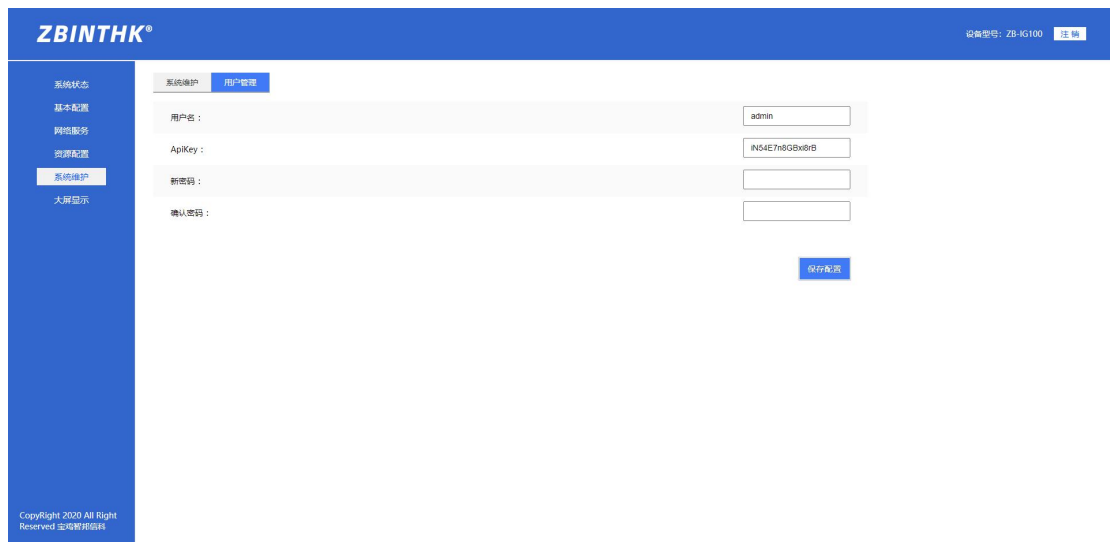 ZBINTHK®
设备型号：ZB-IG100 注 销
系统状态
基本配置
网络服务
资源配置
系统维护
大屏显示
系统维护 用户管理
用户名： admin
ApiKey： iN54E7n8GBxi8rB
新密码：
确认密码：
保存配置
CopyRight 2020 All Right
Reserved 宝鸡智邦信科